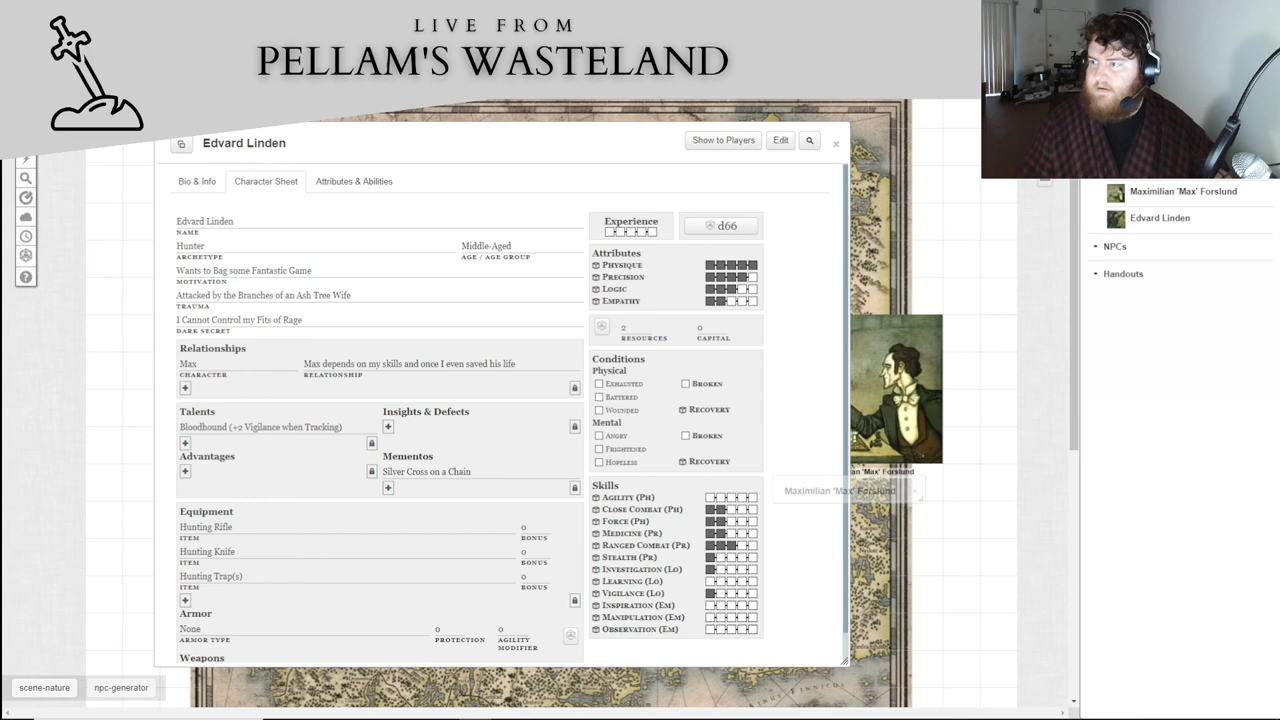 LIVE FROM
PELLAM'S WASTELAND
Edvard Linden
Show to Players
Edit
Bio & Info
Character Sheet
Attributes & Abilities
Edvard Linden
NAME
Hunter
Middle-Aged
ARCHETYPE
AGE / AGE GROUP
Wants to Bag some Fantastic Game
MOTIVATION
Attacked by the Branches of an Ash Tree Wife
TRAUMA
I Cannot Control my Fits of Rage
DARK SECRET
Relationships
Max
Max depends on my skills and once I even saved his life
CHARACTER
RELATIONSHIP
Talents
Insights & Defects
Bloodhound (+2 Vigilance when Tracking)
Advantages
Mementos
Silver Cross on a Chain
Equipment
Hunting Rifle
0
ITEM
BONUS
Hunting Knife
0
ITEM
BONUS
Hunting Trap(s)
0
ITEM
BONUS
Armor
None
0
0
ARMOR TYPE
PROTECTION
AGILITY
MODIFIER
Weapons
Experience
d66
Attributes
PHYSIQUE
PRECISION
LOGIC
EMPATHY
2
0
RESOURCES
CAPITAL
Conditions
Physical
EXHAUSTED
BROKEN
BATTERED
WOUNDED
RECOVERY
Mental
ANGRY
BROKEN
FRIGHTENED
HOPELESS
RECOVERY
Skills
AGILITY (PH)
CLOSE COMBAT (PH)
FORCE (PH)
MEDICINE (PR)
RANGED COMBAT (PR)
STEALTH (PR)
INVESTIGATION (LO)
LEARNING (LO)
VIGILANCE (LO)
INSPIRATION (EM)
MANIPULATION (EM)
OBSERVATION (EM)
an 'Max' Forslund
Maximilian 'Max' Forslund
Maximilian 'Max' Forslund
Edvard Linden
NPCs
Handouts
scene-nature
npc-generator